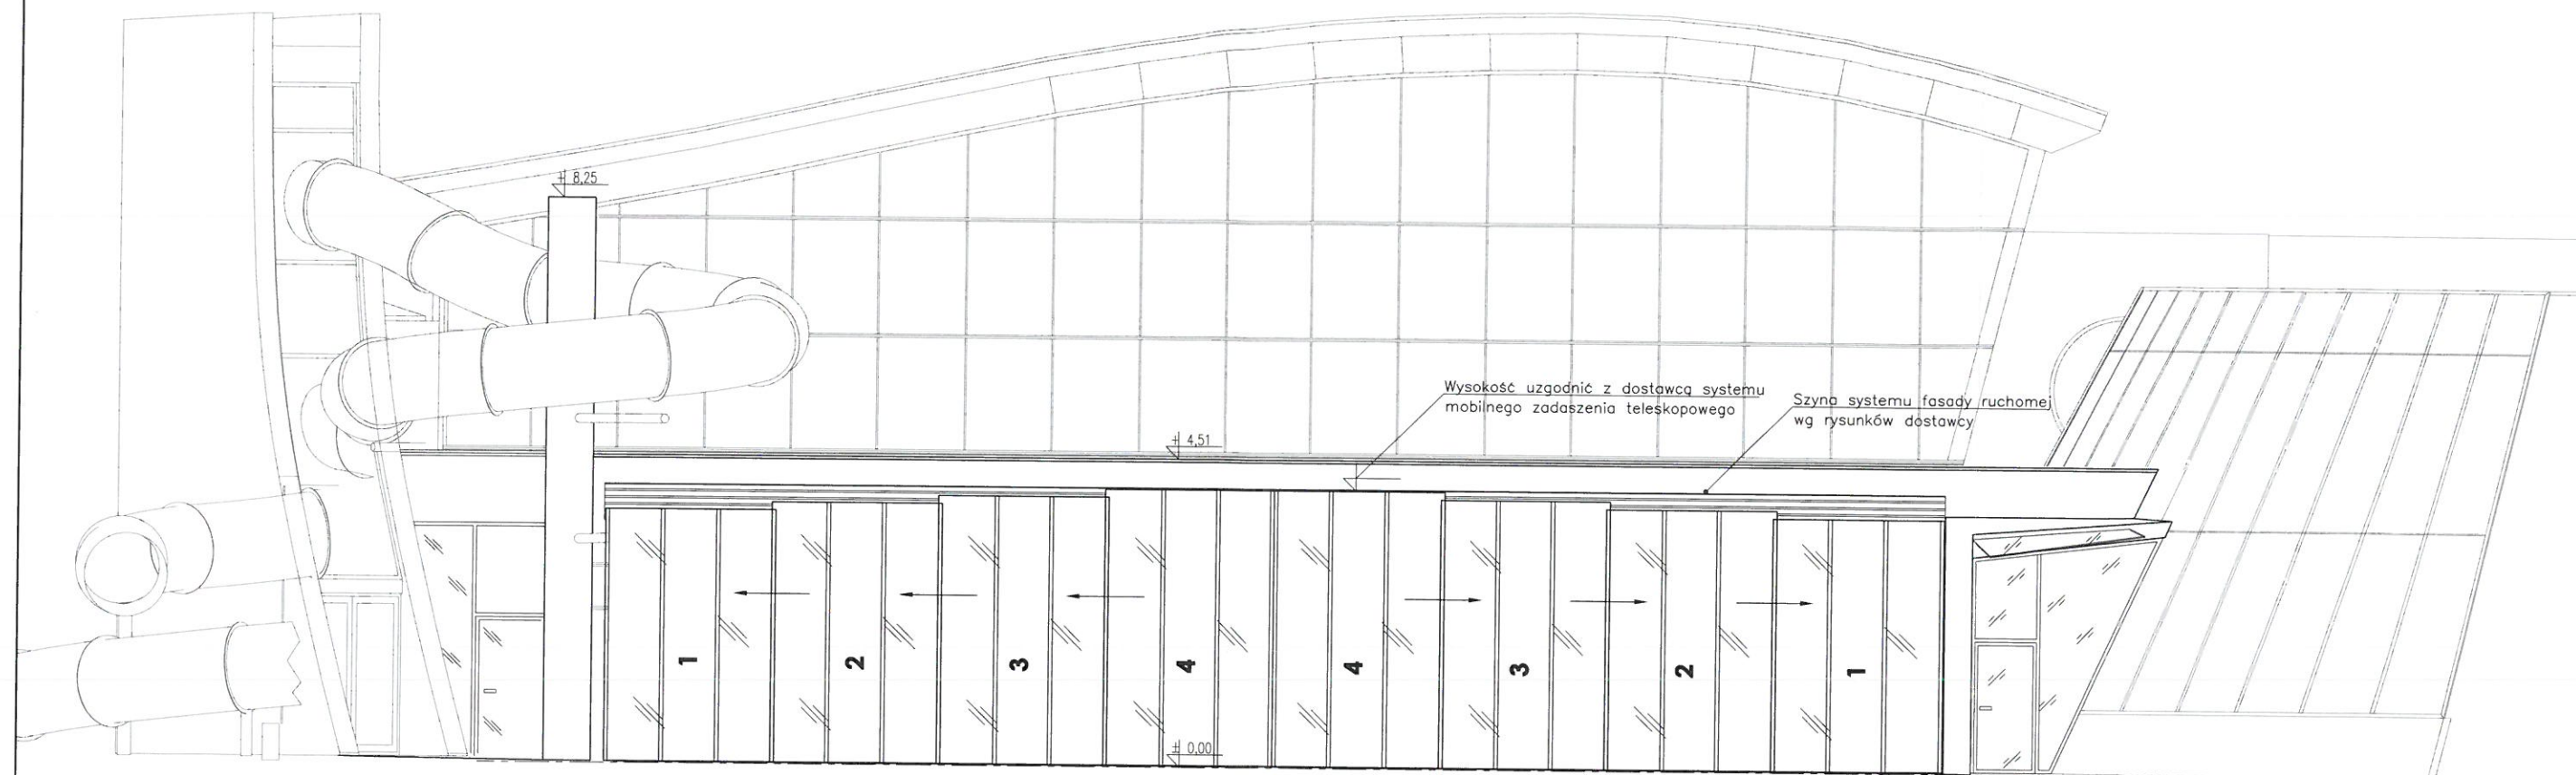 ± 8,25
Wysokość uzgodnić z dostawcą systemu
mobilnego zadaszenia teleskopowego
Szyna systemu fasady ruchomej
wg rysunków dostawcy
± 4,51
1 2 3 4 4 3 2 1
± 0,00